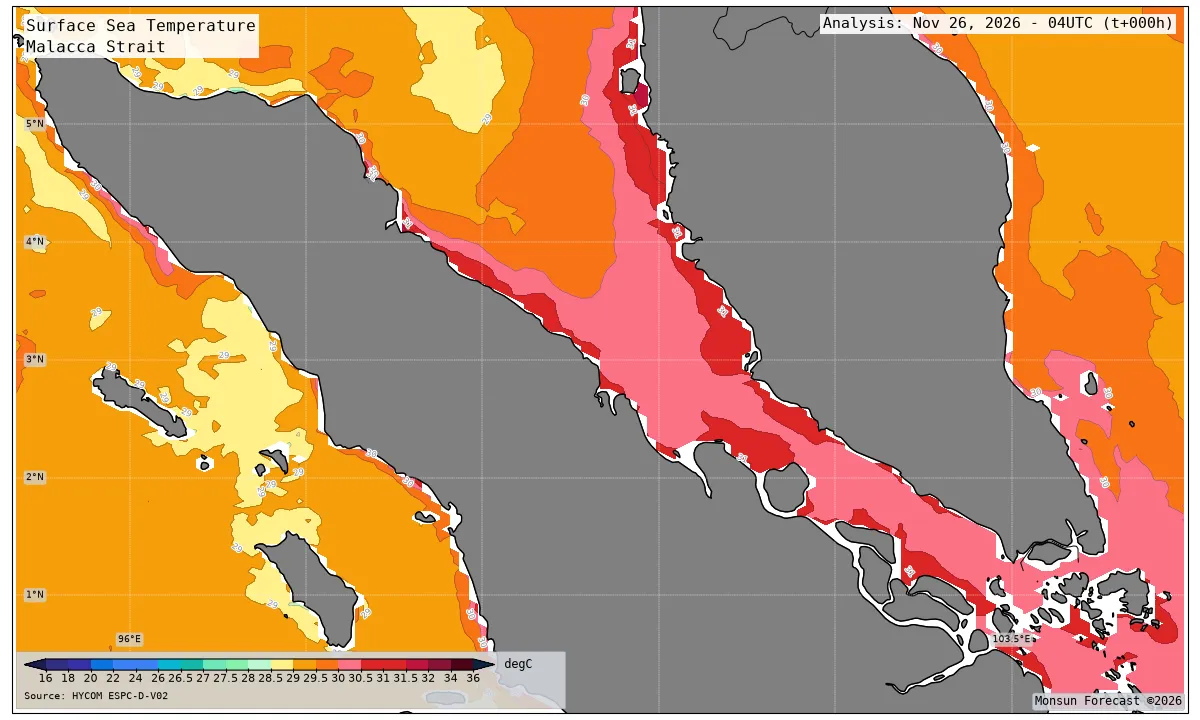 Surface Sea Temperature
Malacca Strait
Analysis: Nov 26, 2026 - 04UTC (t+000h)
5°N
4°N
3°N
2°N
1°N
96°E
103.5°E
degC
16 18 20 22 24 26 26.5 27 27.5 28 28.5 29 29.5 30 30.5 31 31.5 32 34 36
Source: HYCOM ESPC-D-V02
Monsun Forecast ©2026